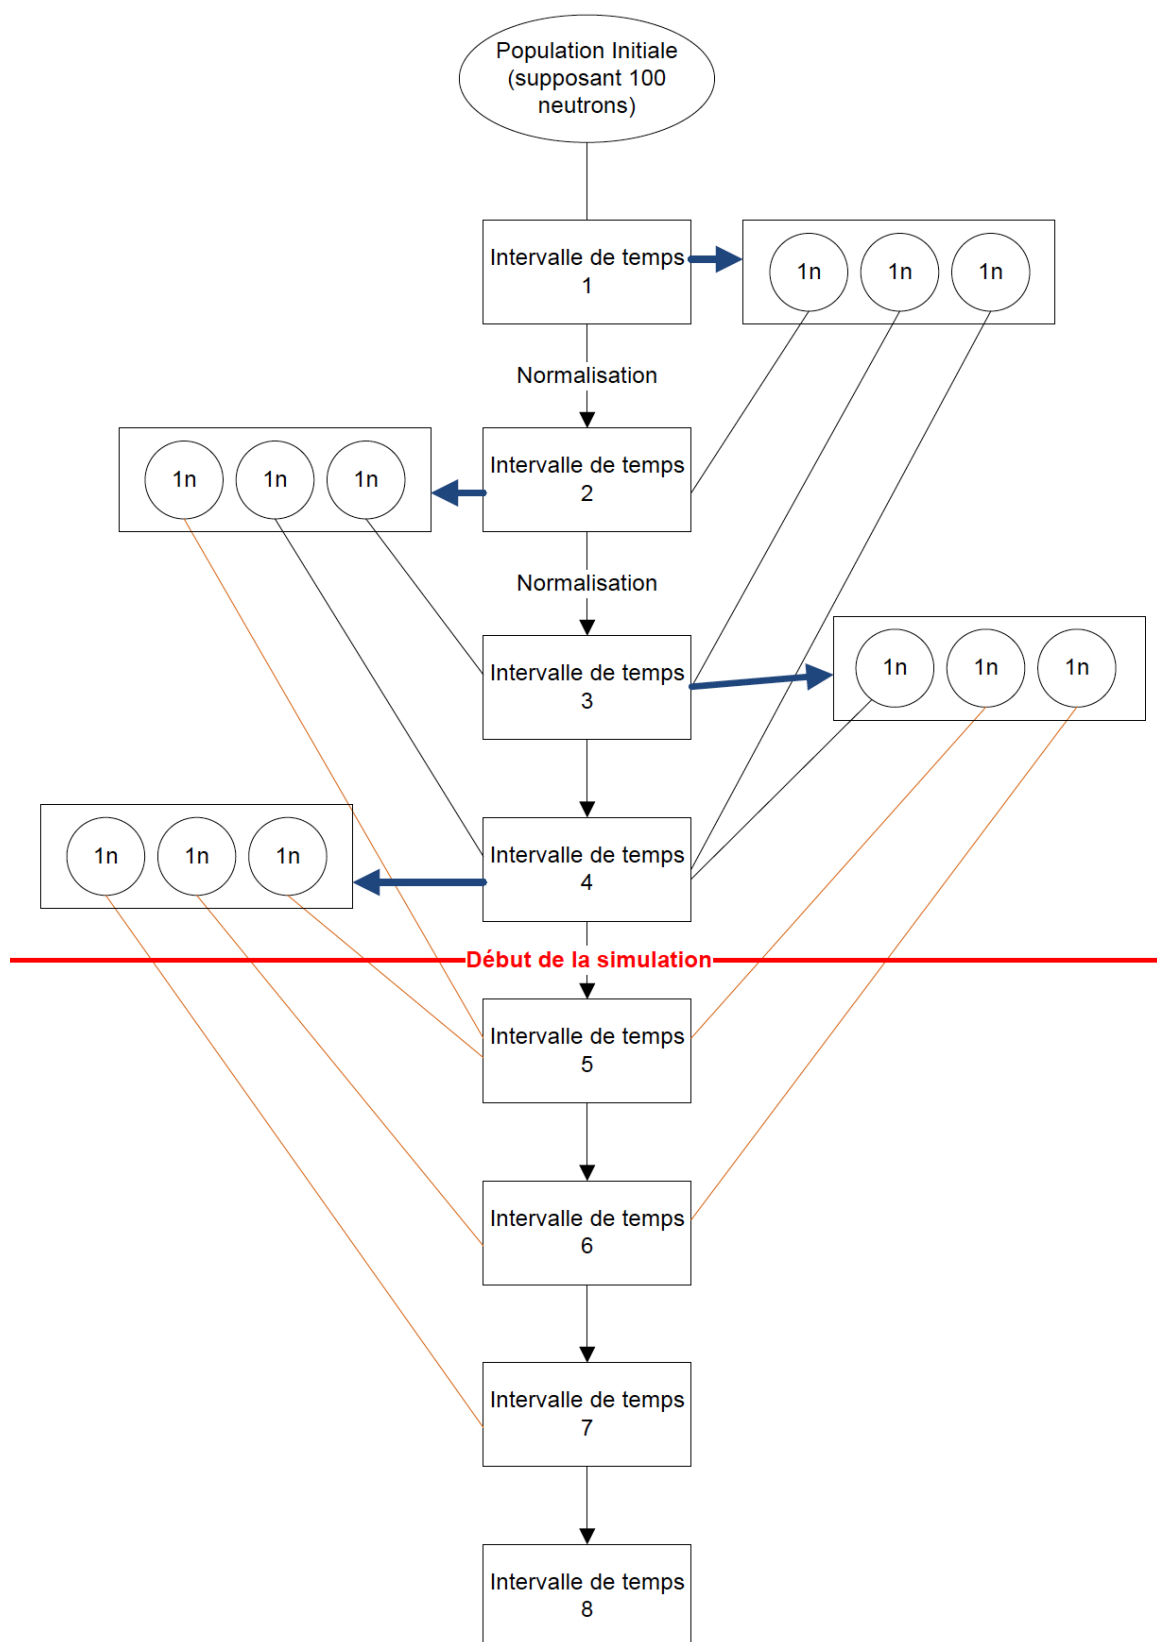 Population Initiale
(supposant 100
neutrons)
Intervalle de temps
1
1n 1n 1n
Normalisation
1n 1n 1n
Intervalle de temps
2
Normalisation
Intervalle de temps
3
1n 1n 1n
1n 1n 1n
Intervalle de temps
4
Début de la simulation
Intervalle de temps
5
Intervalle de temps
6
Intervalle de temps
7
Intervalle de temps
8